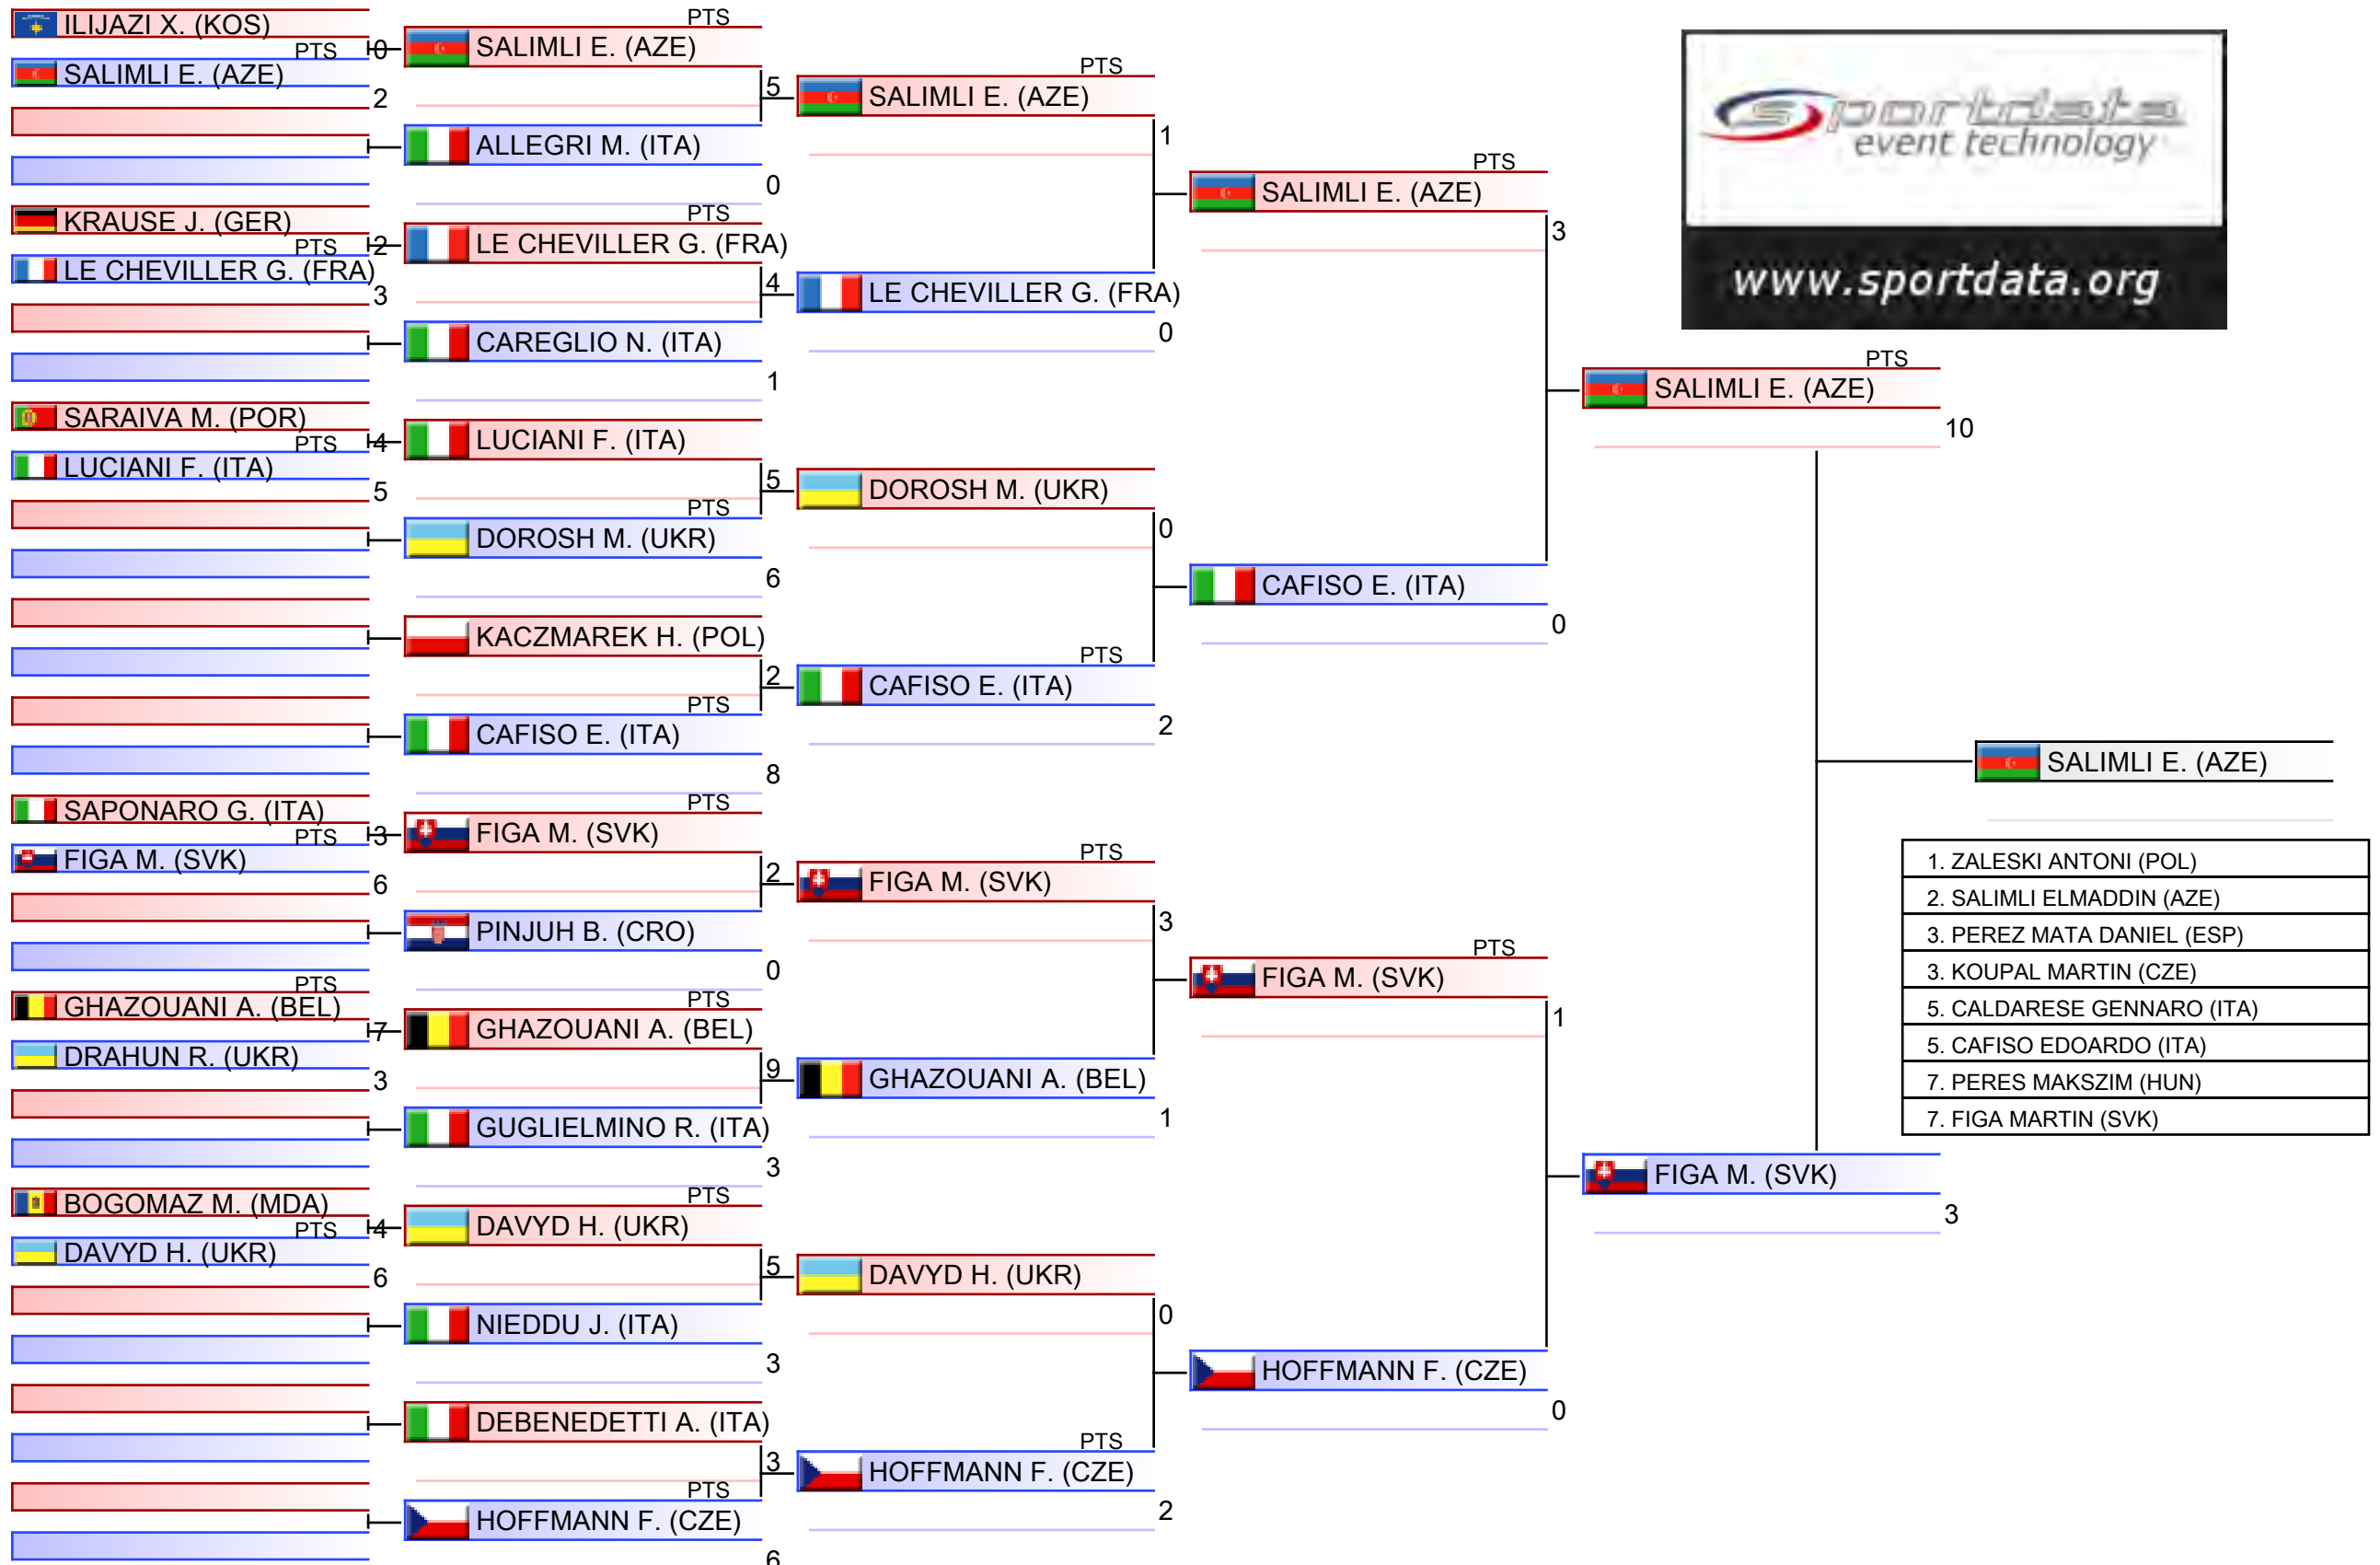 ILIJAZI X. (KOS)
PTS 0
SALIMLI E. (AZE)
2
KRAUSE J. (GER)
PTS 2
LE CHEVILLER G. (FRA)
3
SARAIVA M. (POR)
PTS 4
LUCIANI F. (ITA)
5
SAPONARO G. (ITA)
PTS 3
FIGA M. (SVK)
6
PTS
GHAZOUANI A. (BEL)
7
DRAHUN R. (UKR)
3
BOGOMAZ M. (MDA)
PTS 4
DAVYD H. (UKR)
6
PTS
SALIMLI E. (AZE)
5
ALLEGRI M. (ITA)
0
PTS
LE CHEVILLER G. (FRA)
4
CAREGLIO N. (ITA)
1
LUCIANI F. (ITA)
5
PTS
DOROSH M. (UKR)
6
KACZMAREK H. (POL)
2
PTS
CAFISO E. (ITA)
8
PTS
FIGA M. (SVK)
2
PINJUH B. (CRO)
0
PTS
GHAZOUANI A. (BEL)
9
GUGLIELMINO R. (ITA)
3
PTS
DAVYD H. (UKR)
5
NIEDDU J. (ITA)
3
DEBENEDETTI A. (ITA)
3
PTS
HOFFMANN F. (CZE)
6
PTS
SALIMLI E. (AZE)
1
LE CHEVILLER G. (FRA)
0
DOROSH M. (UKR)
0
PTS
CAFISO E. (ITA)
2
PTS
FIGA M. (SVK)
3
GHAZOUANI A. (BEL)
1
DAVYD H. (UKR)
0
PTS
HOFFMANN F. (CZE)
2
PTS
SALIMLI E. (AZE)
3
CAFISO E. (ITA)
0
PTS
FIGA M. (SVK)
1
HOFFMANN F. (CZE)
0
sportdata
event technology
www.sportdata.org
PTS
SALIMLI E. (AZE)
10
FIGA M. (SVK)
3
SALIMLI E. (AZE)
1. ZALESKI ANTONI (POL)
2. SALIMLI ELMADDIN (AZE)
3. PEREZ MATA DANIEL (ESP)
3. KOUPAL MARTIN (CZE)
5. CALDARESE GENNARO (ITA)
5. CAFISO EDOARDO (ITA)
7. PERES MAKSZIM (HUN)
7. FIGA MARTIN (SVK)